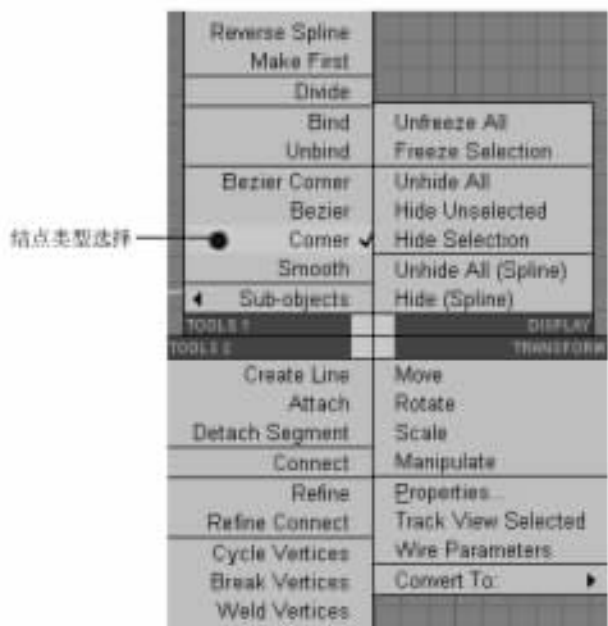 Reverse Spline
Make First
Divide
Bind
Unbind
Bezier Corner
Bezier
Corner
Smooth
Sub-objects
TOOLS 1
Unfreeze All
Freeze Selection
Unhide All
Hide Unselected
Hide Selection
Unhide All (Spline)
Hide (Spline)
DISPLAY
结点类型选择
TOOLS 2
Create Line
Attach
Detach Segment
Connect
Refine
Refine Connect
Cycle Vertices
Break Vertices
Weld Vertices
TRANSFORM
Move
Rotate
Scale
Manipulate
Properties...
Track View Selected
Wire Parameters
Convert To: